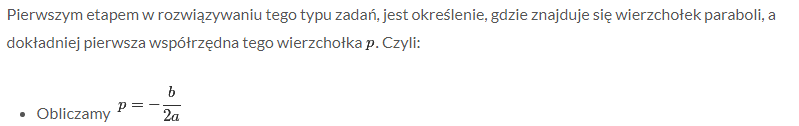 Pierwszym etapem w rozwiązywaniu tego typu zadań, jest określenie, gdzie znajduje się wierzchołek paraboli, a
dokładniej pierwsza współrzędna tego wierzchołka p. Czyli:
• Obliczamy p = −b/2a